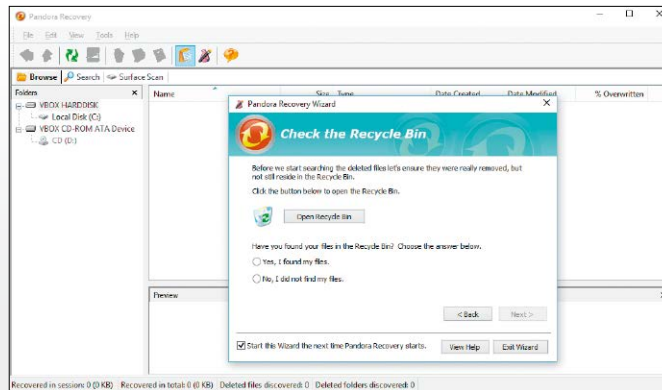 Pandora Recovery
File Edit View Tools Help
Browse Search Surface Scan
Folders
Name Size Type Date Created Date Modified % Overwritten
VBOX HARDDISK
Local Disk (C:)
VBOX CD-ROM ATA Device
CD (D:)
Pandora Recovery Wizard
Check the Recycle Bin
Before we start searching the deleted files let's ensure they were really removed, but
not still reside in the Recycle Bin.
Click the button below to open the Recycle Bin.
Open Recycle Bin
Have you found your files in the Recycle Bin? Choose the answer below.
Yes, I found my files.
No, I did not find my files.
< Back Next >
Start this Wizard the next time Pandora Recovery starts. View Help Exit Wizard
Preview
Recovered in session: 0 (0 KB) Recovered in total: 0 (0 KB) Deleted files discovered: 0 Deleted folders discovered: 0